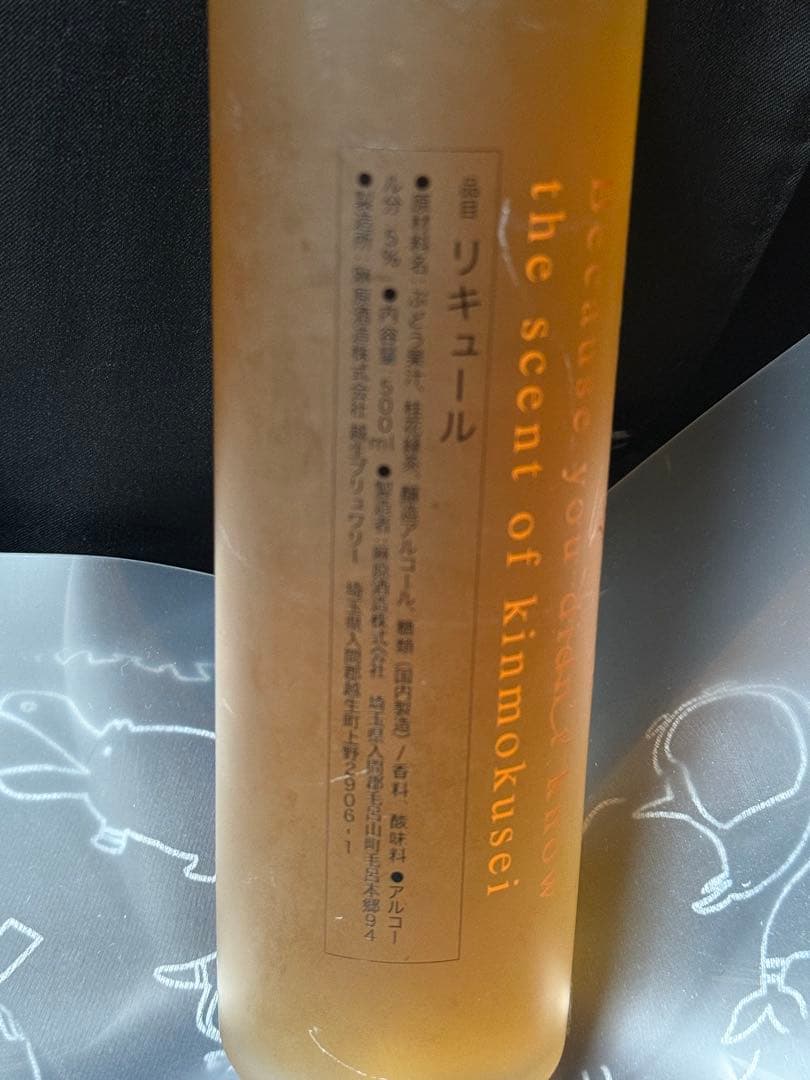 because you didn't know
the scent of kinmokusei
品目 リキュール
●原材料名:ぶどう果汁、桂花緑茶、醸造アルコール、糖類(国内製造)/香料、酸味料 ●アルコー
ル分:5% ●内容量:500ml ●製造者:麻原酒造株式会社 埼玉県入間郡毛呂山町毛呂本郷94
●製造所:麻原酒造株式会社 越生ブリュワリー 埼玉県入間郡越生町上野2906-1